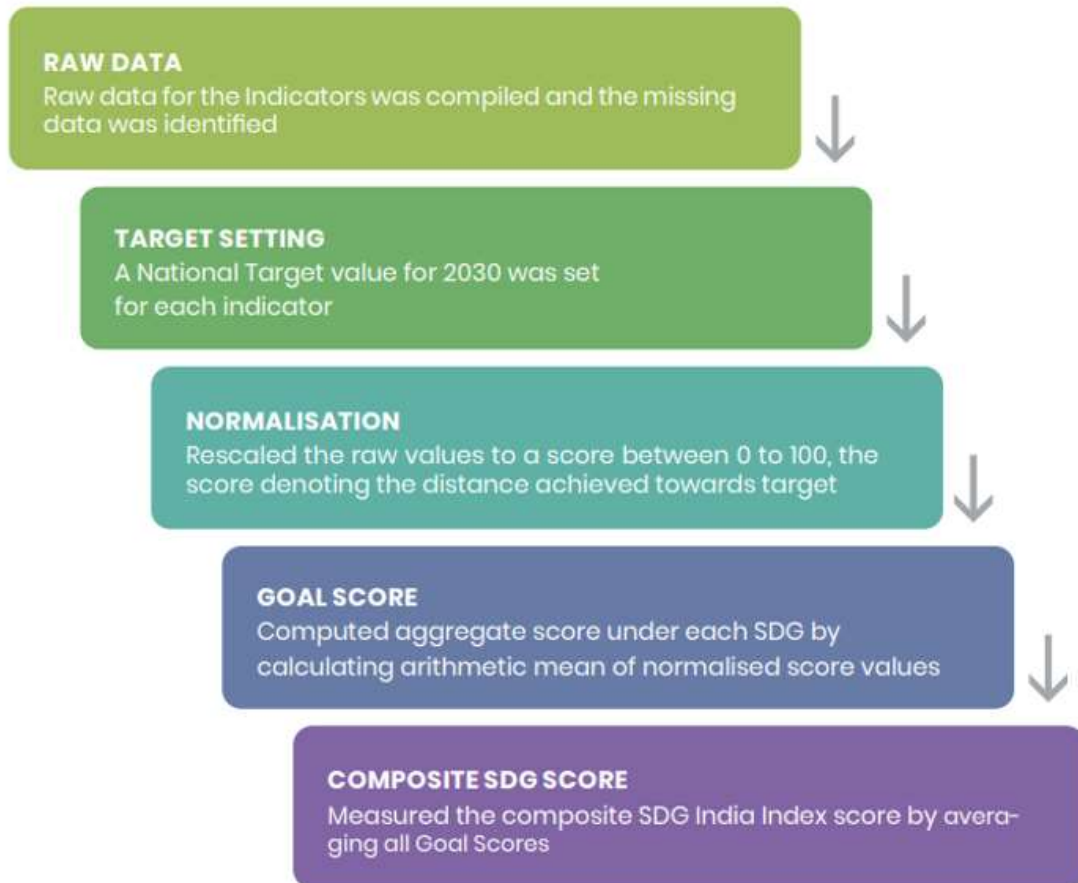 RAW DATA
Raw data for the Indicators was compiled and the missing
data was identified
TARGET SETTING
A National Target value for 2030 was set
for each indicator
NORMALISATION
Rescaled the raw values to a score between 0 to 100, the
score denoting the distance achieved towards target
GOAL SCORE
Computed aggregate score under each SDG by
calculating arithmetic mean of normalised score values
COMPOSITE SDG SCORE
Measured the composite SDG India Index score by avera-
ging all Goal Scores